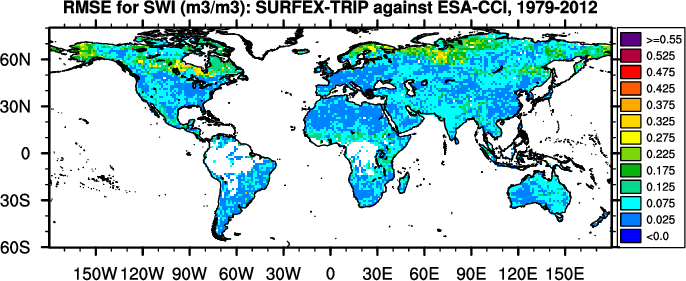 RMSE for SWI (m3/m3): SURFEX-TRIP against ESA-CCI, 1979-2012
>=0.55
0.525
0.475
0.425
0.375
0.325
0.275
0.225
0.175
0.125
0.075
0.025
<0.0
60N
30N
0
30S
60S
150W 120W 90W 60W 30W 0 30E 60E 90E 120E 150E